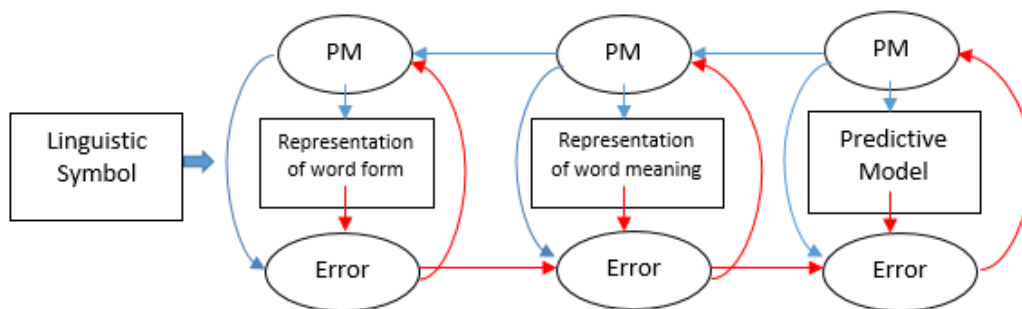 PM
PM
PM
Linguistic
Symbol
Representation
of word form
Representation
of word meaning
Predictive
Model
Error
Error
Error